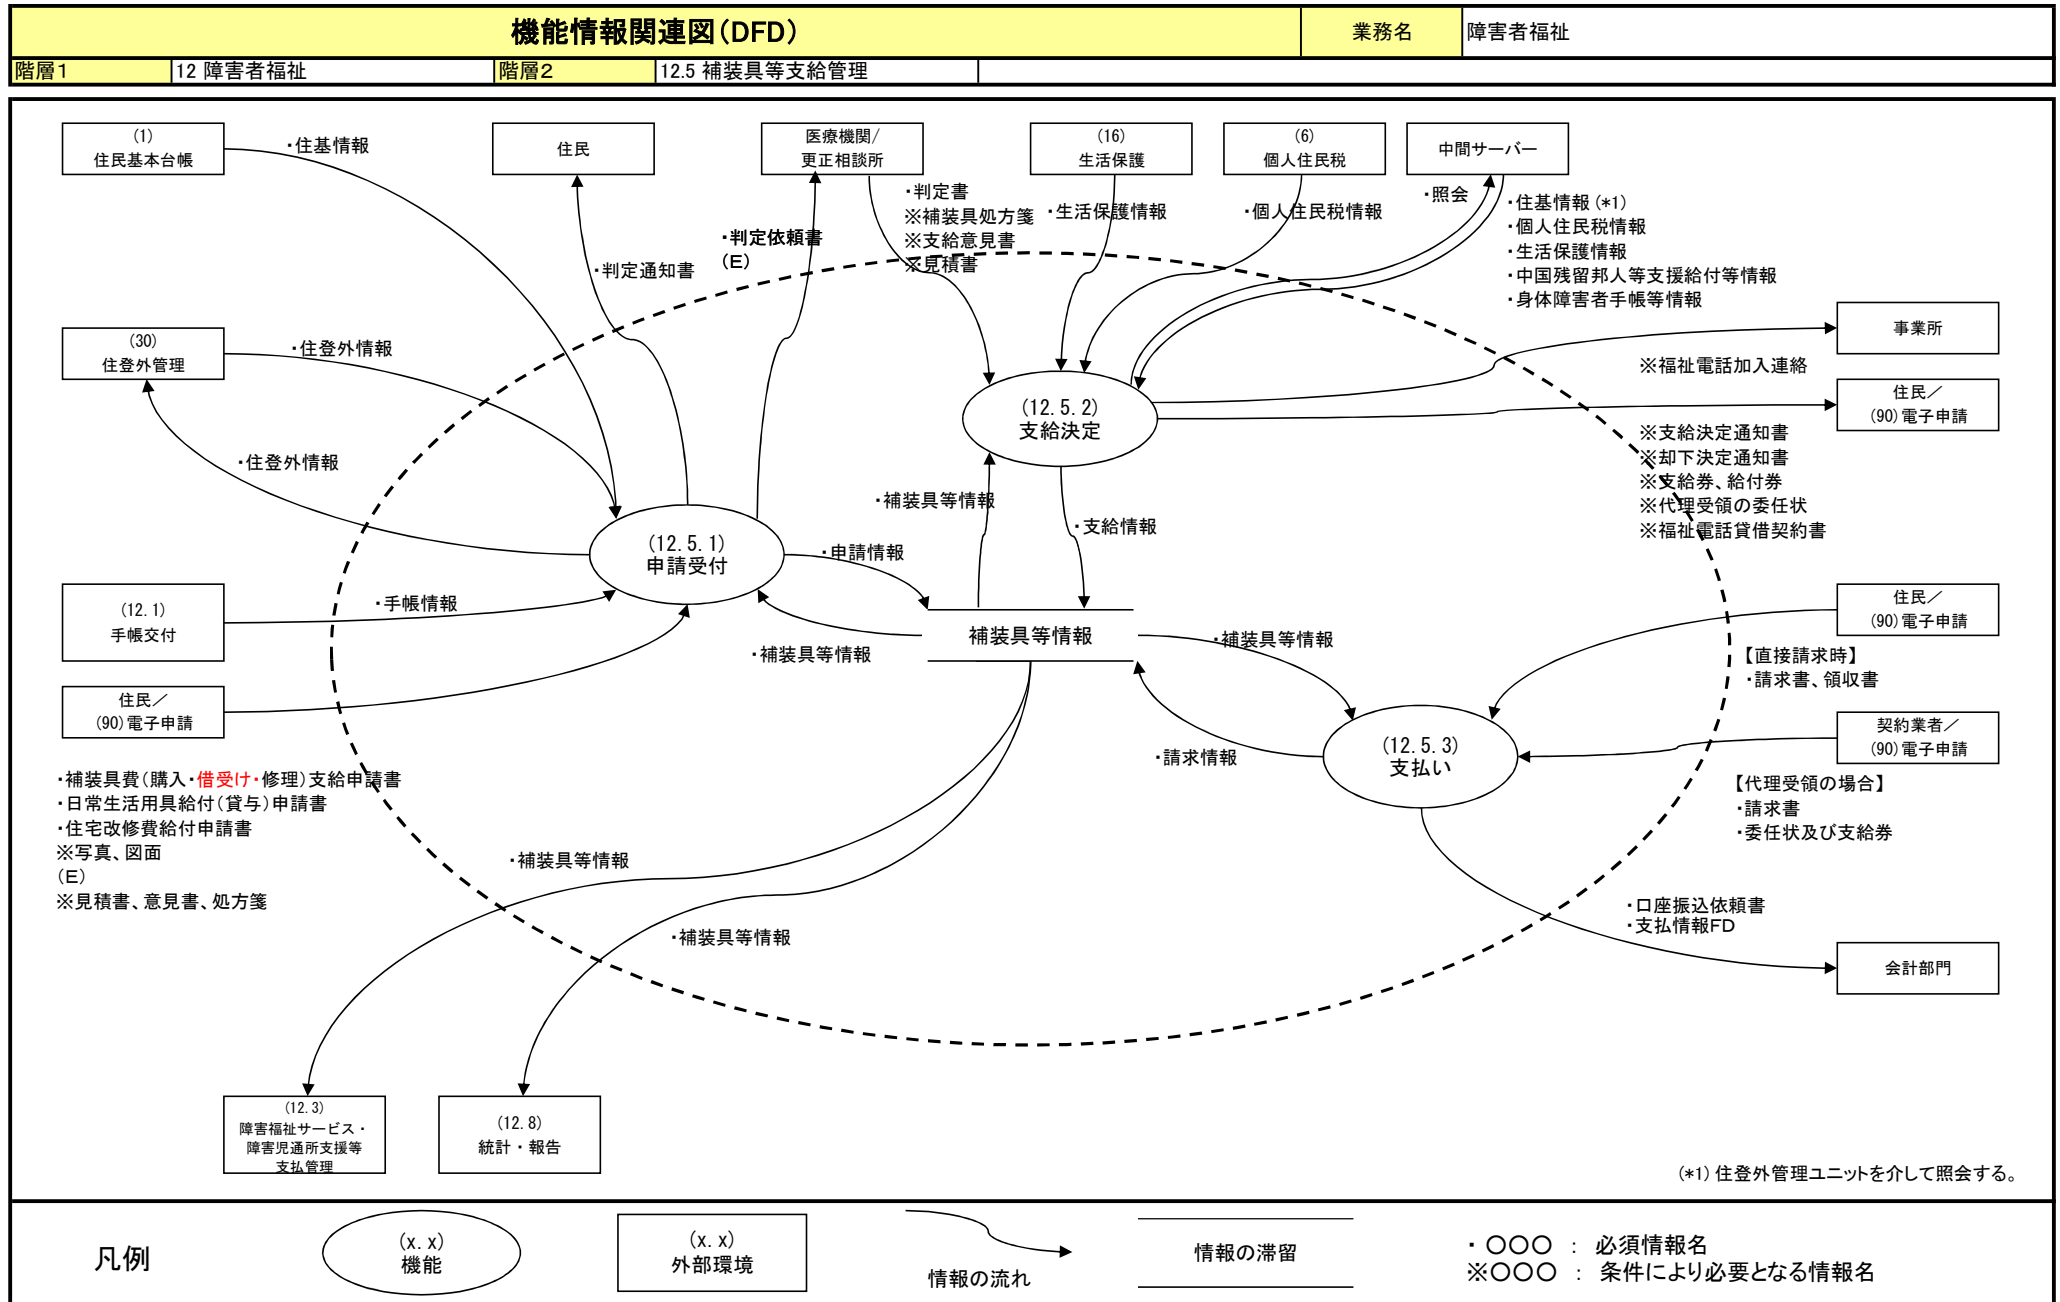 機能情報関連図(DFD)
業務名
障害者福祉
階層1
12 障害者福祉
階層2
12.5 補装具等支給管理
(1)
住民基本台帳
・住基情報
住民
・判定通知書
医療機関/
更正相談所
・判定依頼書
(E)
・判定書
※補装具処方箋
※支給意見書
※見積書
(16)
生活保護
・生活保護情報
(6)
個人住民税
・個人住民税情報
中間サーバー
・照会
・住基情報(*1)
・個人住民税情報
・生活保護情報
・中国残留邦人等支援給付等情報
・身体障害者手帳等情報
事業所
※福祉電話加入連絡
住民/
(90)電子申請
※支給決定通知書
※却下決定通知書
※支給券、給付券
※代理受領の委任状
※福祉電話貸借契約書
(30)
住登外管理
・住登外情報
・住登外情報
(12.5.2)
支給決定
・補装具等情報
・支給情報
(12.5.1)
申請受付
・申請情報
(12.1)
手帳交付
・手帳情報
・補装具等情報
補装具等情報
・補装具等情報
住民/
(90)電子申請
【直接請求時】
・請求書、領収書
住民/
(90)電子申請
・補装具費(購入・借受け・修理)支給申請書
・日常生活用具給付(貸与)申請書
・住宅改修費給付申請書
※写真、図面
(E)
※見積書、意見書、処方箋
・請求情報
(12.5.3)
支払い
契約業者/
(90)電子申請
【代理受領の場合】
・請求書
・委任状及び支給券
・補装具等情報
・補装具等情報
・口座振込依頼書
・支払情報FD
会計部門
(12.3)
障害福祉サービス・
障害児通所支援等
支払管理
(12.8)
統計・報告
(*1)住登外管理ユニットを介して照会する。
凡例
(x.x)
機能
(x.x)
外部環境
情報の流れ
情報の滞留
・○○○ : 必須情報名
※○○○ : 条件により必要となる情報名